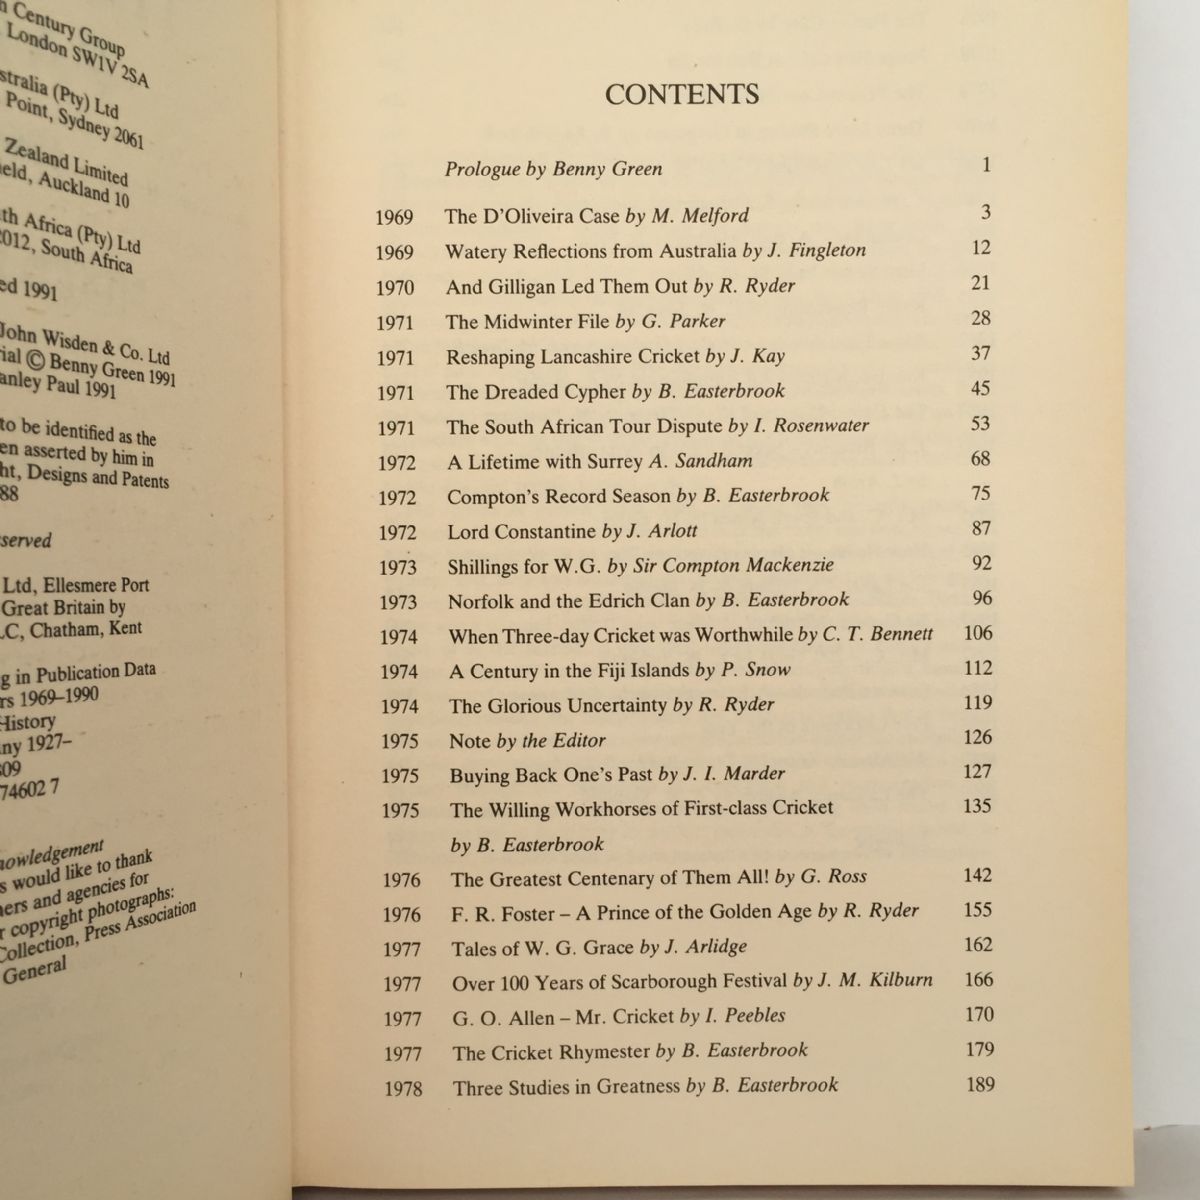 n Century Group
London SW1V 2SA
stralia (Pty) Ltd
Point, Sydney 2061
Zealand Limited
eld, Auckland 10
th Africa (Pty) Ltd
2012, South Africa
ed 1991
John Wisden & Co. Ltd
ial © Benny Green 1991
anley Paul 1991
to be identified as the
en asserted by him in
ht, Designs and Patents
88
served
Ltd, Ellesmere Port
Great Britain by
C, Chatham, Kent
g in Publication Data
rs 1969–1990
History
ny 1927–
09
74602 7
nowledgement
s would like to thank
ers and agencies for
r copyright photographs:
Collection, Press Association
General
CONTENTS
Prologue by Benny Green 1
1969 The D'Oliveira Case by M. Melford 3
1969 Watery Reflections from Australia by J. Fingleton 12
1970 And Gilligan Led Them Out by R. Ryder 21
1971 The Midwinter File by G. Parker 28
1971 Reshaping Lancashire Cricket by J. Kay 37
1971 The Dreaded Cypher by B. Easterbrook 45
1971 The South African Tour Dispute by I. Rosenwater 53
1972 A Lifetime with Surrey A. Sandham 68
1972 Compton's Record Season by B. Easterbrook 75
1972 Lord Constantine by J. Arlott 87
1973 Shillings for W.G. by Sir Compton Mackenzie 92
1973 Norfolk and the Edrich Clan by B. Easterbrook 96
1974 When Three-day Cricket was Worthwhile by C. T. Bennett 106
1974 A Century in the Fiji Islands by P. Snow 112
1974 The Glorious Uncertainty by R. Ryder 119
1975 Note by the Editor 126
1975 Buying Back One's Past by J. I. Marder 127
1975 The Willing Workhorses of First-class Cricket 135
by B. Easterbrook
1976 The Greatest Centenary of Them All! by G. Ross 142
1976 F. R. Foster – A Prince of the Golden Age by R. Ryder 155
1977 Tales of W. G. Grace by J. Arlidge 162
1977 Over 100 Years of Scarborough Festival by J. M. Kilburn 166
1977 G. O. Allen – Mr. Cricket by I. Peebles 170
1977 The Cricket Rhymester by B. Easterbrook 179
1978 Three Studies in Greatness by B. Easterbrook 189